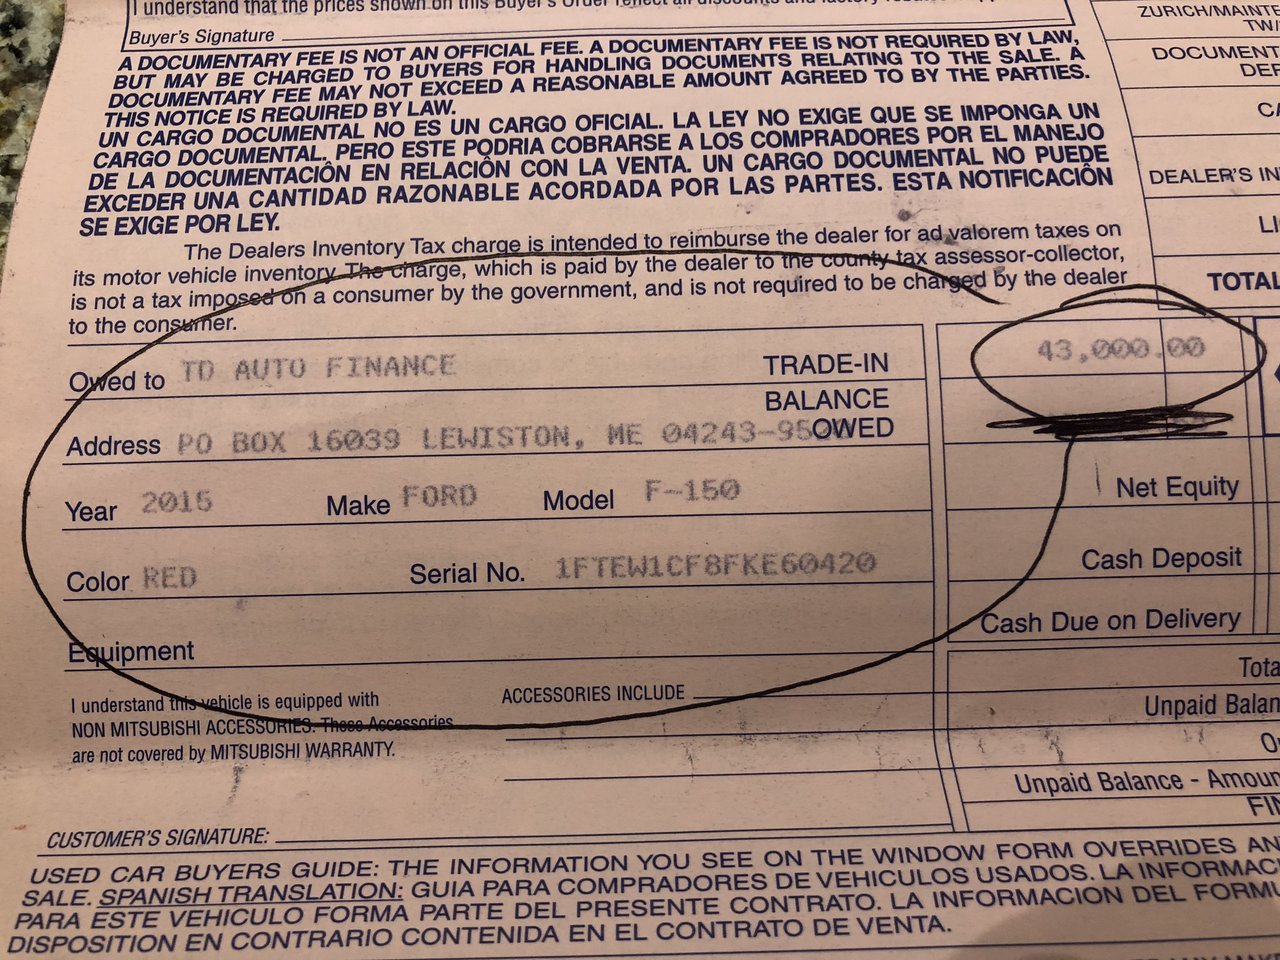 I understand that the prices shown on this Buyer's Order reflect all discounts and factory
Buyer's Signature
A DOCUMENTARY FEE IS NOT AN OFFICIAL FEE. A DOCUMENTARY FEE IS NOT REQUIRED BY LAW,
BUT MAY BE CHARGED TO BUYERS FOR HANDLING DOCUMENTS RELATING TO THE SALE. A
DOCUMENTARY FEE MAY NOT EXCEED A REASONABLE AMOUNT AGREED TO BY THE PARTIES.
THIS NOTICE IS REQUIRED BY LAW.
UN CARGO DOCUMENTAL NO ES UN CARGO OFICIAL. LA LEY NO EXIGE QUE SE IMPONGA UN
CARGO DOCUMENTAL. PERO ESTE PODRIA COBRARSE A LOS COMPRADORES POR EL MANEJO
DE LA DOCUMENTACIÔN EN RELACIÔN CON LA VENTA. UN CARGO DOCUMENTAL NO PUEDE
EXCEDER UNA CANTIDAD RAZONABLE ACORDADA POR LAS PARTES. ESTA NOTIFICACIÔN
SE EXIGE POR LEY.
The Dealers Inventory Tax charge is intended to reimburse the dealer for ad valorem taxes on
its motor vehicle inventory. The charge, which is paid by the dealer to the county tax assessor-collector,
is not a tax imposed on a consumer by the government, and is not required to be charged by the dealer
to the consumer.
ZURICH/MAINTE
DOCUMENT
DEP
CA
DEALER'S IN
LI
TOTAL
Owed to TD AUTO FINANCE TRADE-IN 43,000.00
BALANCE
Address PO BOX 16039 LEWISTON, ME 04243-95 OWED
Year 2015 Make FORD Model F-150 Net Equity
Color RED Serial No. 1FTEW1CF8FKE60420 Cash Deposit
Cash Due on Delivery
Equipment
I understand this vehicle is equipped with
NON MITSUBISHI ACCESSORIES. These Accessories
are not covered by MITSUBISHI WARRANTY.
ACCESSORIES INCLUDE
Tota
Unpaid Balan
Unpaid Balance - Amoun
FI
CUSTOMER'S SIGNATURE:
USED CAR BUYERS GUIDE: THE INFORMATION YOU SEE ON THE WINDOW FORM OVERRIDES AN
SALE. SPANISH TRANSLATION: GUIA PARA COMPRADORES DE VEHICULOS USADOS. LA INFORMAC
PARA ESTE VEHICULO FORMA PARTE DEL PRESENTE CONTRATO. LA INFORMACION DEL FORMU
DISPOSITION EN CONTRARIO CONTENIDA EN EL CONTRATO DE VENTA.